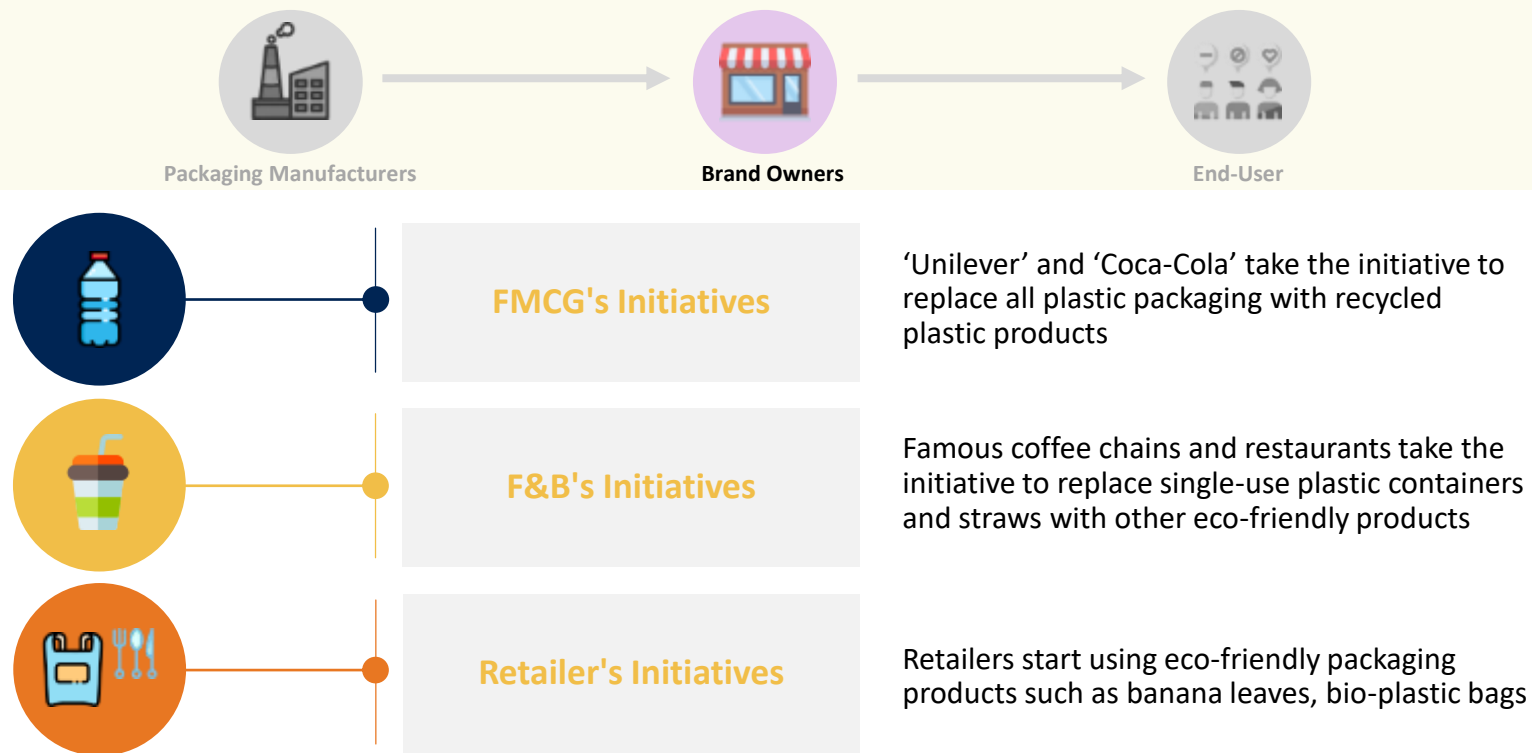 Packaging Manufacturers
Brand Owners
End-User
FMCG's Initiatives
‘Unilever’ and ‘Coca-Cola’ take the initiative to
replace all plastic packaging with recycled
plastic products
F&B's Initiatives
Famous coffee chains and restaurants take the
initiative to replace single-use plastic containers
and straws with other eco-friendly products
Retailer's Initiatives
Retailers start using eco-friendly packaging
products such as banana leaves, bio-plastic bags